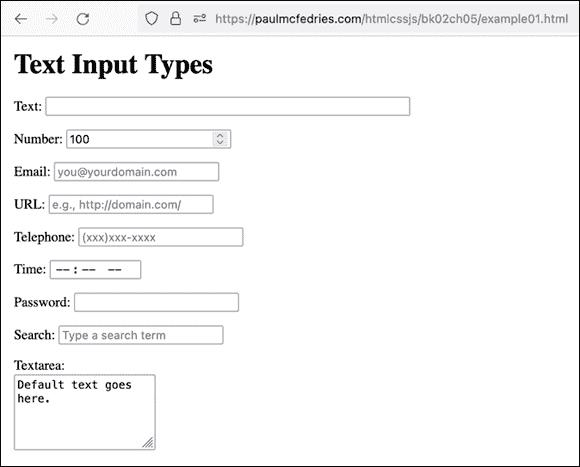 https://paulmcfedries.com/htmlcssjs/bk02ch05/example01.html
Text Input Types
Text:
Number: 100
Email: you@yourdomain.com
URL: e.g., http://domain.com/
Telephone: (xxx)xxx-xxxx
Time: --:-- --
Password:
Search: Type a search term
Textarea:
Default text goes
here.